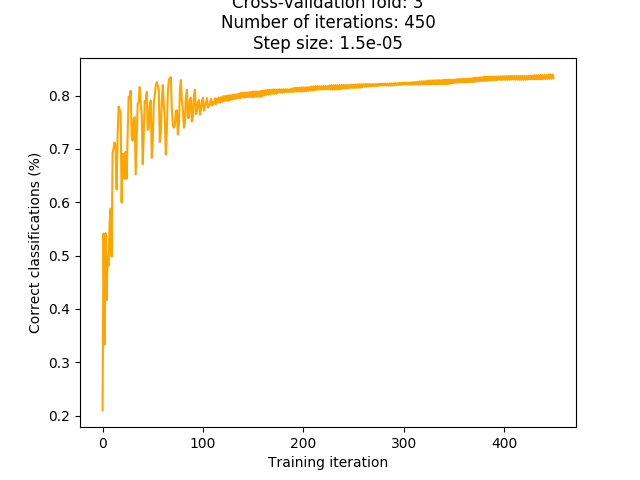 Cross-validation fold: 3
Number of iterations: 450
Step size: 1.5e-05
Correct classifications (%)
0.8
0.7
0.6
0.5
0.4
0.3
0.2
0
100
200
300
400
Training iteration